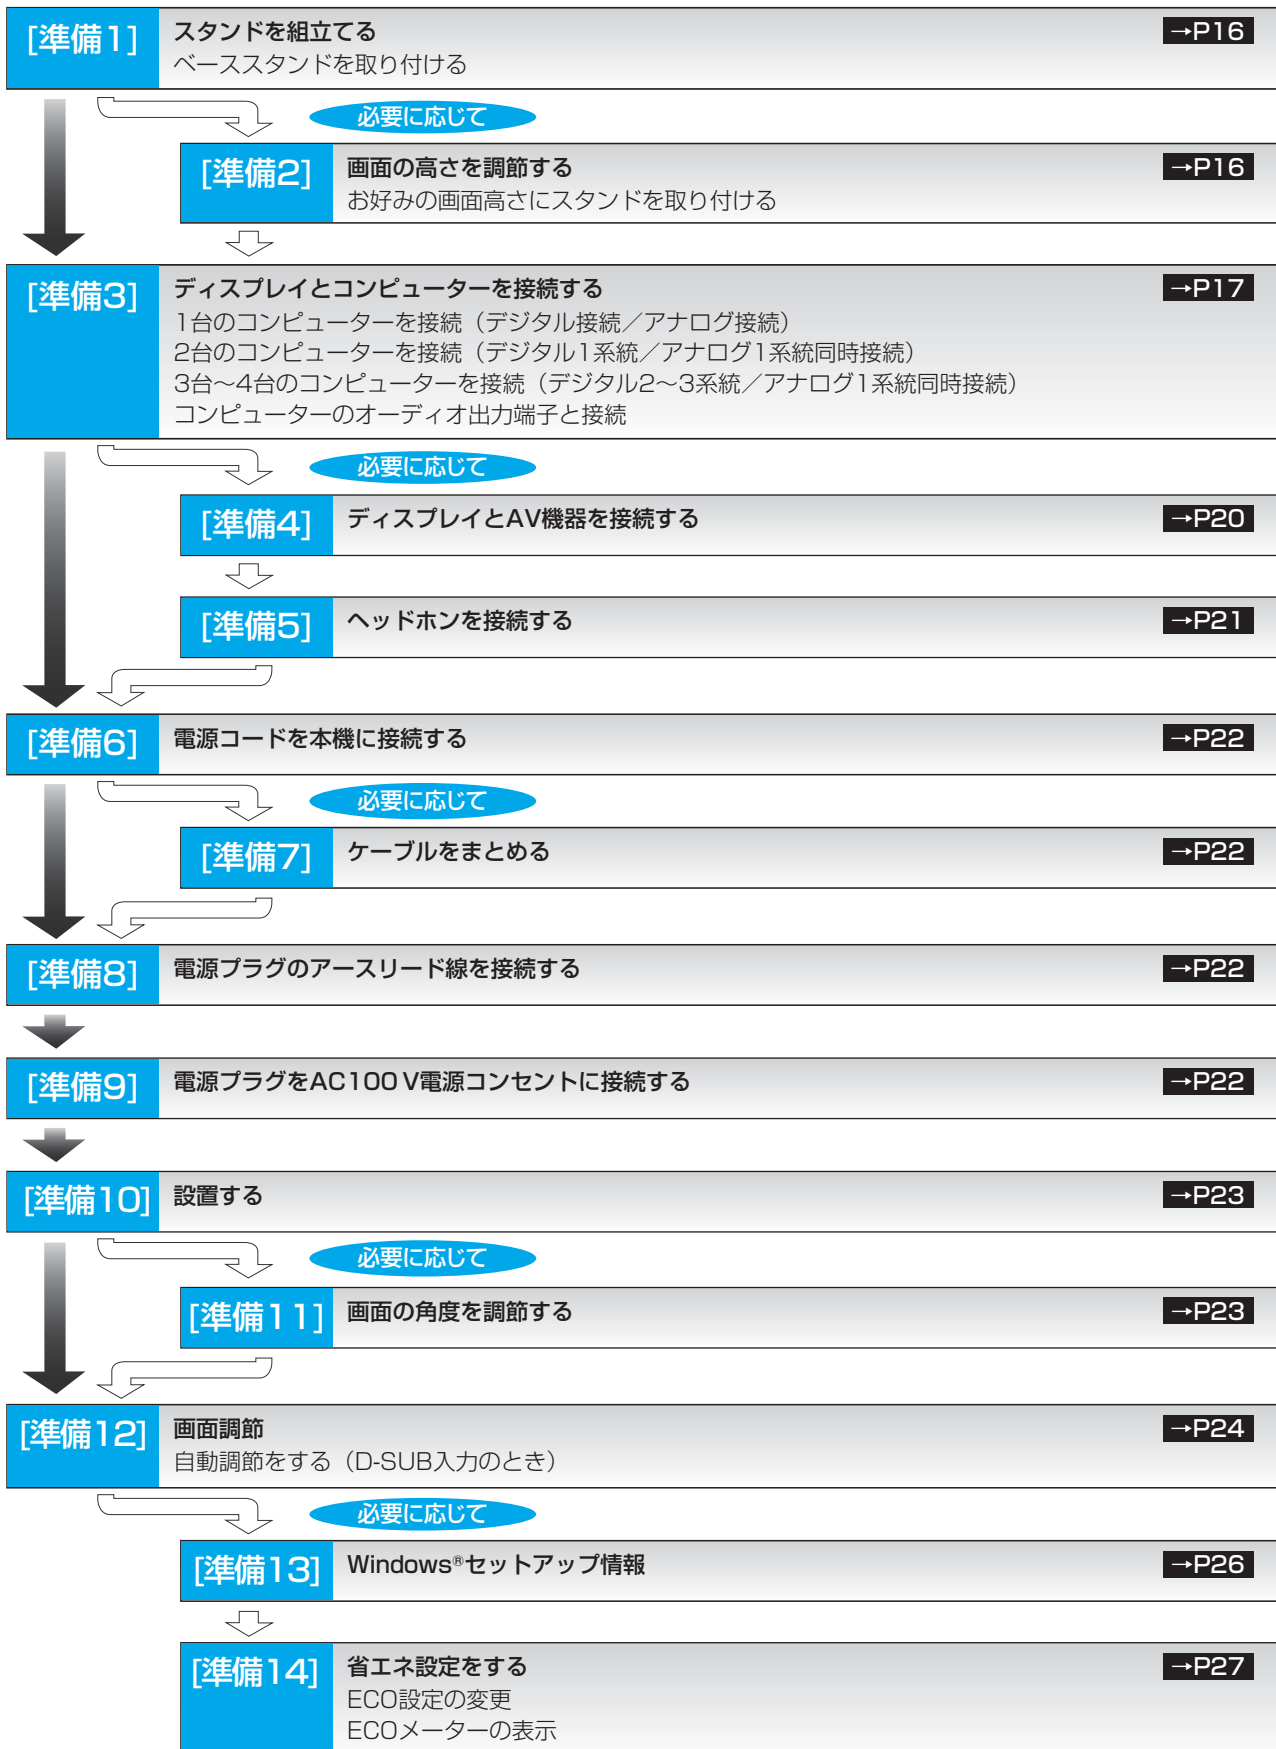 [準備1] スタンドを組立てる →P16
ベーススタンドを取り付ける
必要に応じて
[準備2] 画面の高さを調節する →P16
お好みの画面高さにスタンドを取り付ける
[準備3] ディスプレイとコンピューターを接続する →P17
1台のコンピューターを接続（デジタル接続／アナログ接続）
2台のコンピューターを接続（デジタル1系統／アナログ1系統同時接続）
3台～4台のコンピューターを接続（デジタル2～3系統／アナログ1系統同時接続）
コンピューターのオーディオ出力端子と接続
必要に応じて
[準備4] ディスプレイとAV機器を接続する →P20
[準備5] ヘッドホンを接続する →P21
[準備6] 電源コードを本機に接続する →P22
必要に応じて
[準備7] ケーブルをまとめる →P22
[準備8] 電源プラグのアースリード線を接続する →P22
[準備9] 電源プラグをAC100 V電源コンセントに接続する →P22
[準備10] 設置する →P23
必要に応じて
[準備11] 画面の角度を調節する →P23
[準備12] 画面調節 →P24
自動調節をする（D-SUB入力のとき）
必要に応じて
[準備13] Windows®セットアップ情報 →P26
[準備14] 省エネ設定をする →P27
ECO設定の変更
ECOメーターの表示